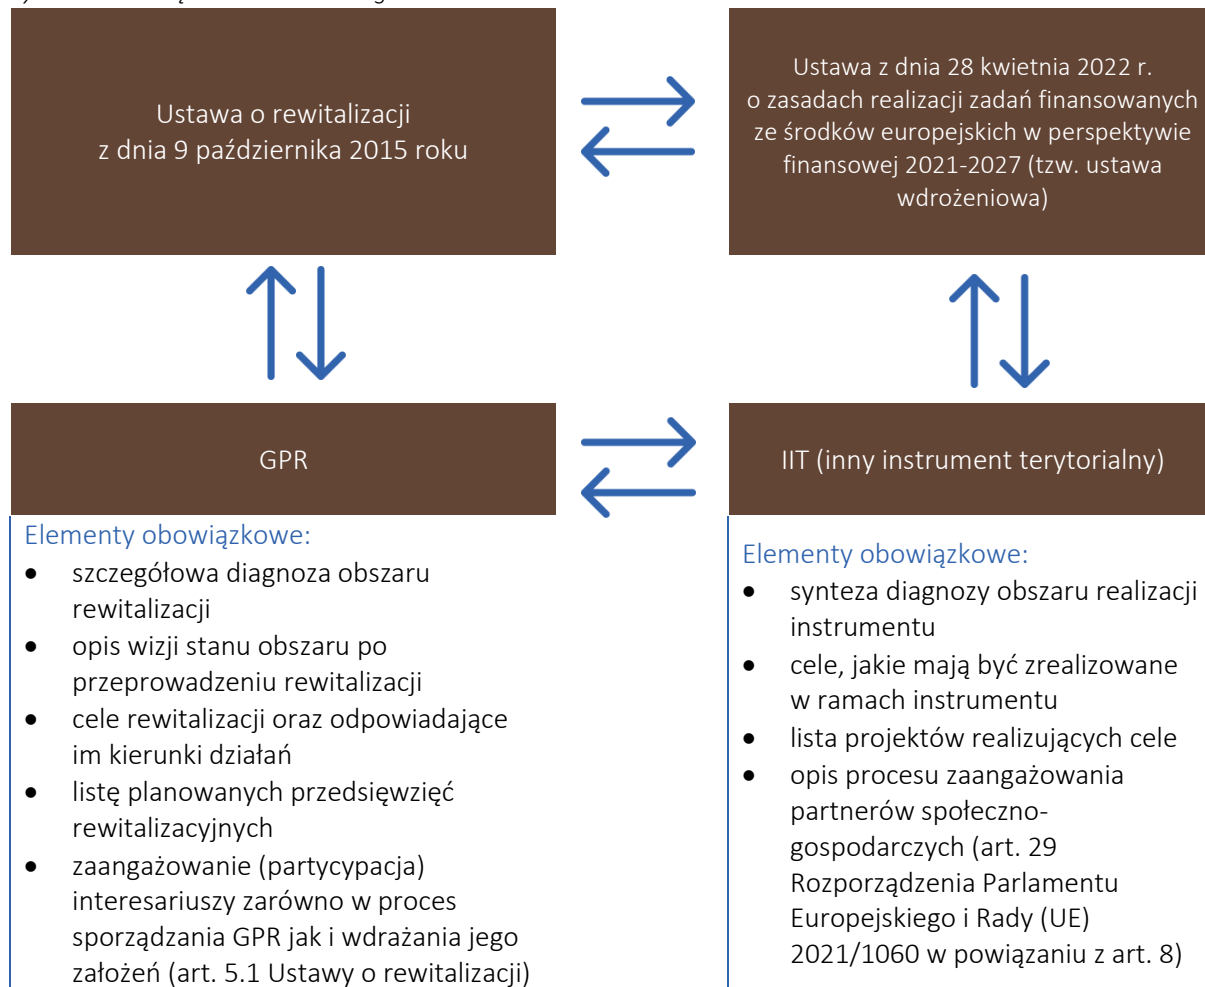 Ustawa o rewitalizacji
z dnia 9 października 2015 roku
Ustawa z dnia 28 kwietnia 2022 r.
o zasadach realizacji zadań finansowanych
ze środków europejskich w perspektywie
finansowej 2021-2027 (tzw. ustawa
wdrożeniowa)
GPR
IIT (inny instrument terytorialny)
Elementy obowiązkowe:
• szczegółowa diagnoza obszaru
rewitalizacji
• opis wizji stanu obszaru po
przeprowadzeniu rewitalizacji
• cele rewitalizacji oraz odpowiadające
im kierunki działań
• listę planowanych przedsięwzięć
rewitalizacyjnych
• zaangażowanie (partycypacja)
interesariuszy zarówno w proces
sporządzania GPR jak i wdrażania jego
założeń (art. 5.1 Ustawy o rewitalizacji)
Elementy obowiązkowe:
• synteza diagnozy obszaru realizacji
instrumentu
• cele, jakie mają być zrealizowane
w ramach instrumentu
• lista projektów realizujących cele
• opis procesu zaangażowania
partnerów społeczno-
gospodarczych (art. 29
Rozporządzenia Parlamentu
Europejskiego i Rady (UE)
2021/1060 w powiązaniu z art. 8)